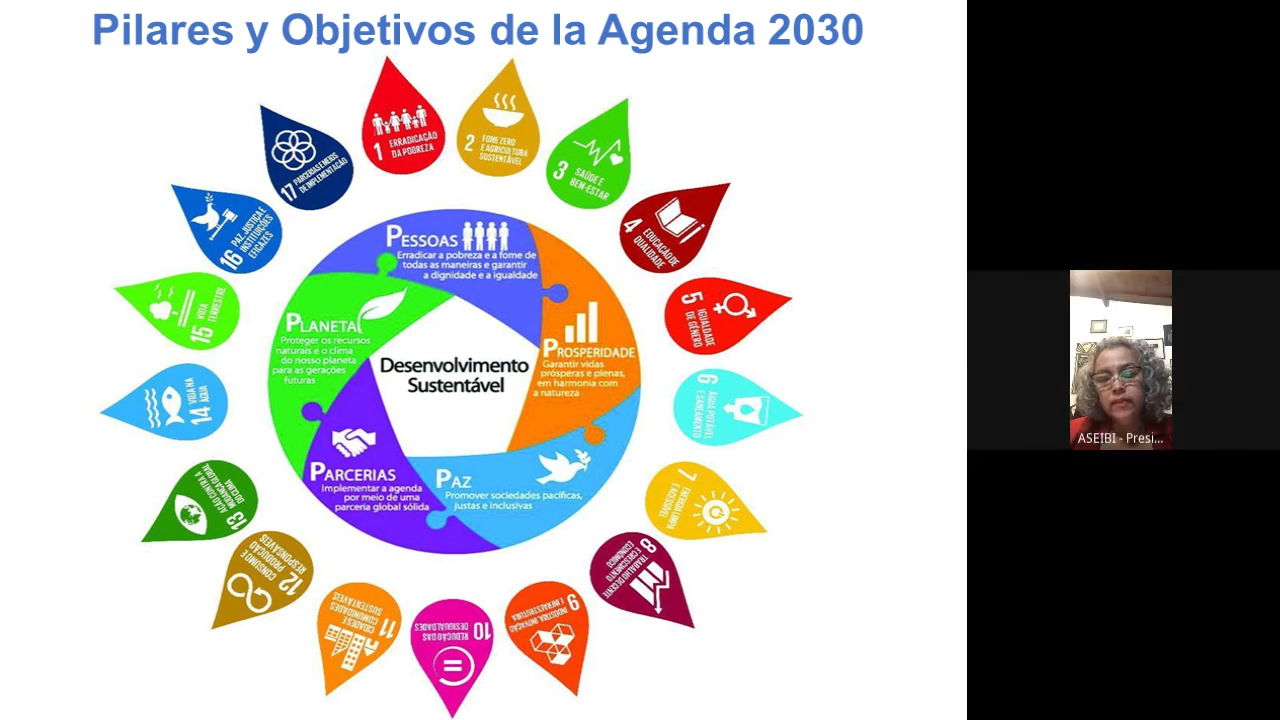 Pilares y Objetivos de la Agenda 2030
1 ERRADICAÇÃO
DA POBREZA
2 FOME ZERO
E AGRICULTURA
SUSTENTÁVEL
3 SAÚDE E
BEM-ESTAR
4 EDUCAÇÃO DE
QUALIDADE
5 IGUALDADE
DE GÊNERO
6 ÁGUA POTÁVEL
E SANEAMENTO
7 ENERGIA LIMPA
E ACESSÍVEL
8 TRABALHO DECENTE
E CRESCIMENTO
ECONÔMICO
9 INDÚSTRIA, INOVAÇÃO
E INFRAESTRUTURA
10 REDUÇÃO DAS
DESIGUALDADES
11 CIDADES E
COMUNIDADES
SUSTENTÁVEIS
12 CONSUMO E
PRODUÇÃO
RESPONSÁVEIS
13 AÇÃO CONTRA A
MUDANÇA GLOBAL
DO CLIMA
14 VIDA NA
ÁGUA
15 VIDA
TERRESTRE
16 PAZ, JUSTIÇA E
INSTITUIÇÕES
EFICAZES
17 PARCERIAS E MEIOS
DE IMPLEMENTAÇÃO
PESSOAS
Erradicar a pobreza e a fome de
todas as maneiras e garantir
a dignidade e a igualdade
PROSPERIDADE
Garantir vidas
prósperas e plenas,
em harmonia com
a natureza
PAZ
Promover sociedades pacíficas,
justas e inclusivas
PARCERIAS
Implementar a agenda
por meio de uma
parceria global sólida
PLANETA
Proteger os recursos
naturais e o clima
do nosso planeta
para as gerações
futuras
Desenvolvimento
Sustentável
ASEIBI - Presi...